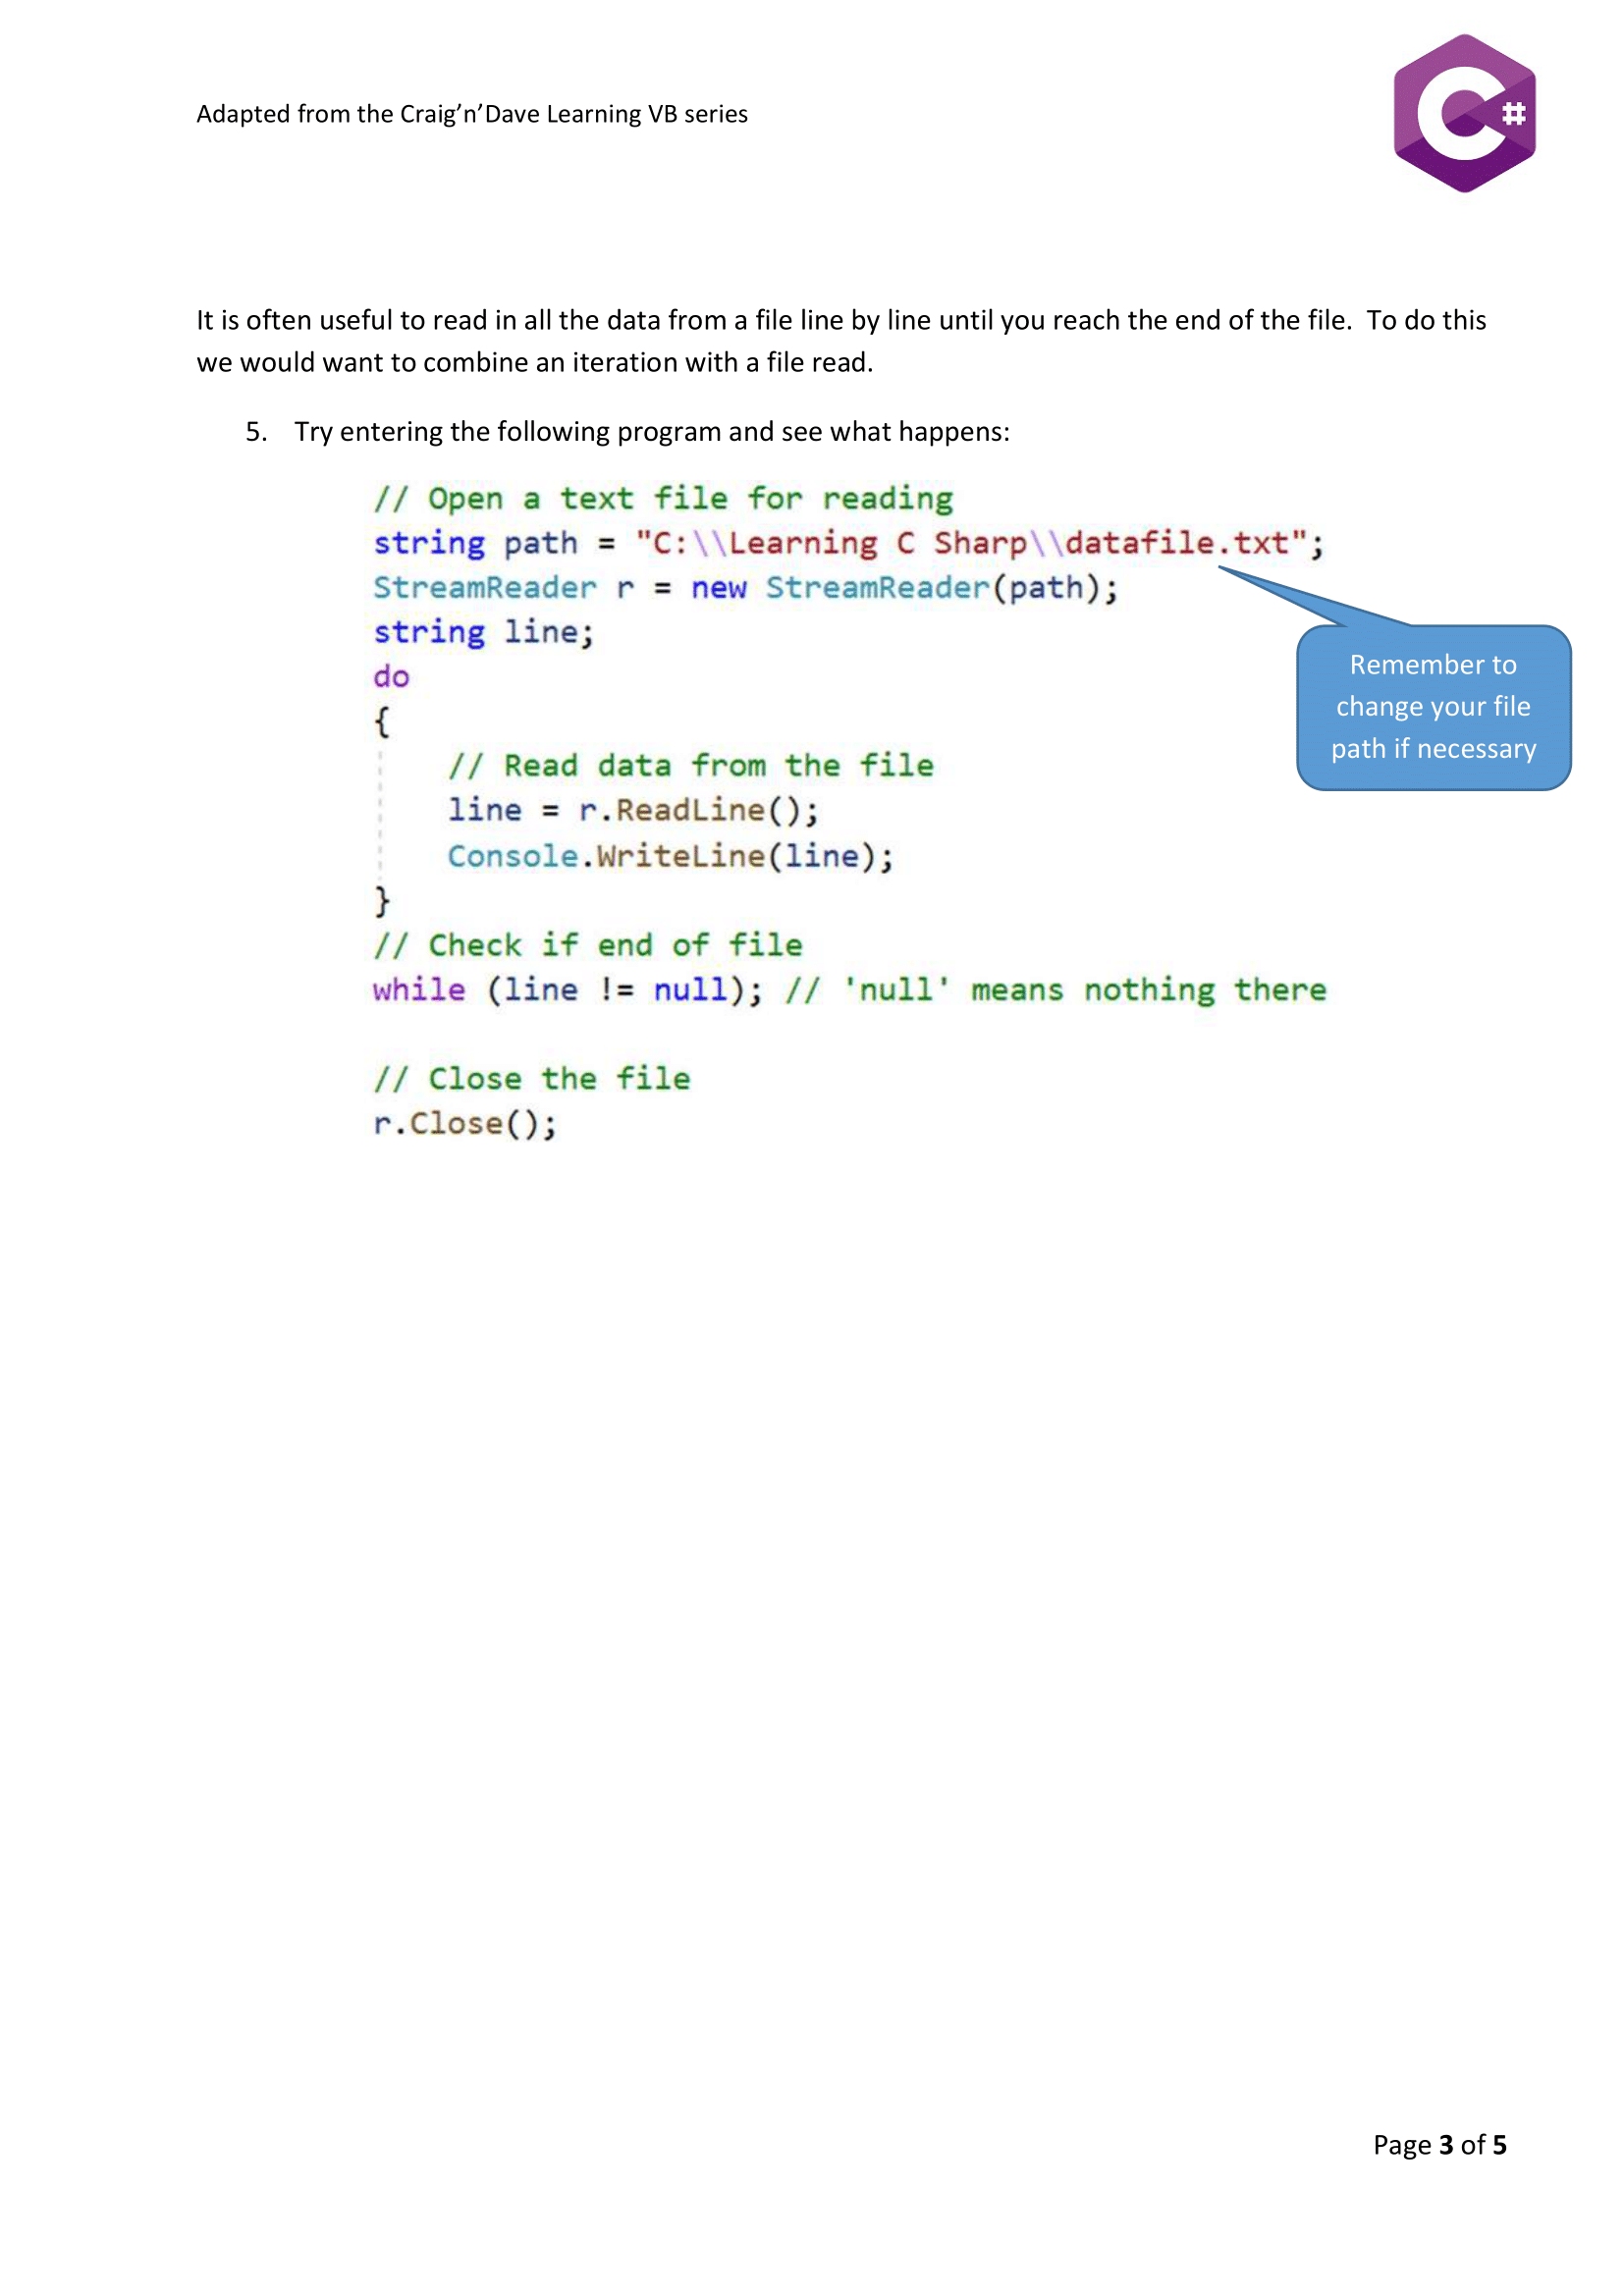 Adapted from the Craig’n’Dave Learning VB series
C#
It is often useful to read in all the data from a file line by line until you reach the end of the file.  To do this
we would want to combine an iteration with a file read.
5. Try entering the following program and see what happens:
// Open a text file for reading
string path = "C:\\Learning C Sharp\\datafile.txt";
StreamReader r = new StreamReader(path);
string line;
do
{
    // Read data from the file
    line = r.ReadLine();
    Console.WriteLine(line);
}
// Check if end of file
while (line != null); // 'null' means nothing there
// Close the file
r.Close();
Remember to
change your file
path if necessary
Page 3 of 5